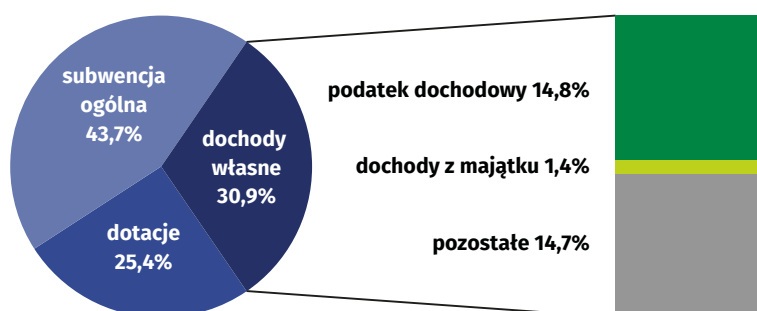 subwencja
ogólna
43,7%
dochody
własne
30,9%
dotacje
25,4%
podatek dochodowy 14,8%
dochody z majątku 1,4%
pozostałe 14,7%